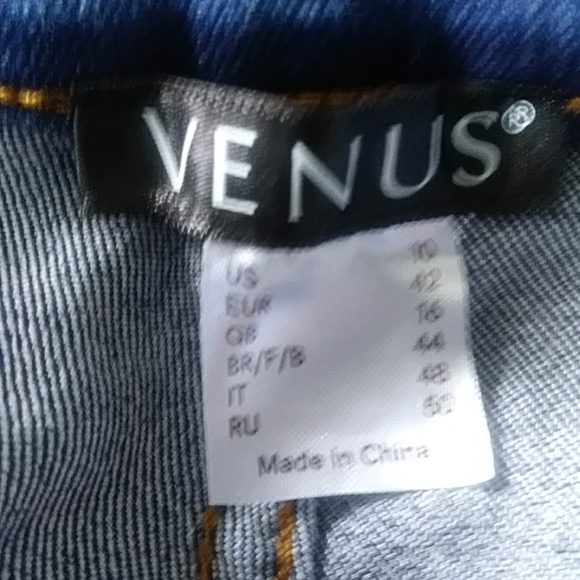 VENUS®
US 10
EUR 42
GB 16
BR/F/B 44
IT 48
RU 50
Made in China